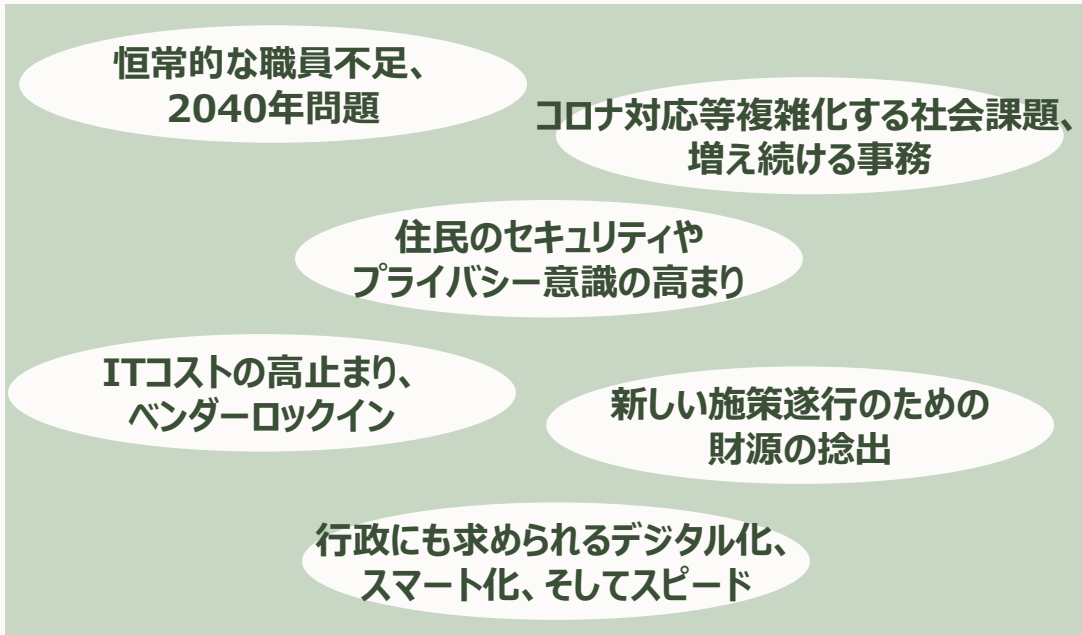 恒常的な職員不足、
2040年問題
コロナ対応等複雑化する社会課題、
増え続ける事務
住民のセキュリティや
プライバシー意識の高まり
ITコストの高止まり、
ベンダーロックイン
新しい施策遂行のための
財源の捻出
行政にも求められるデジタル化、
スマート化、そしてスピード